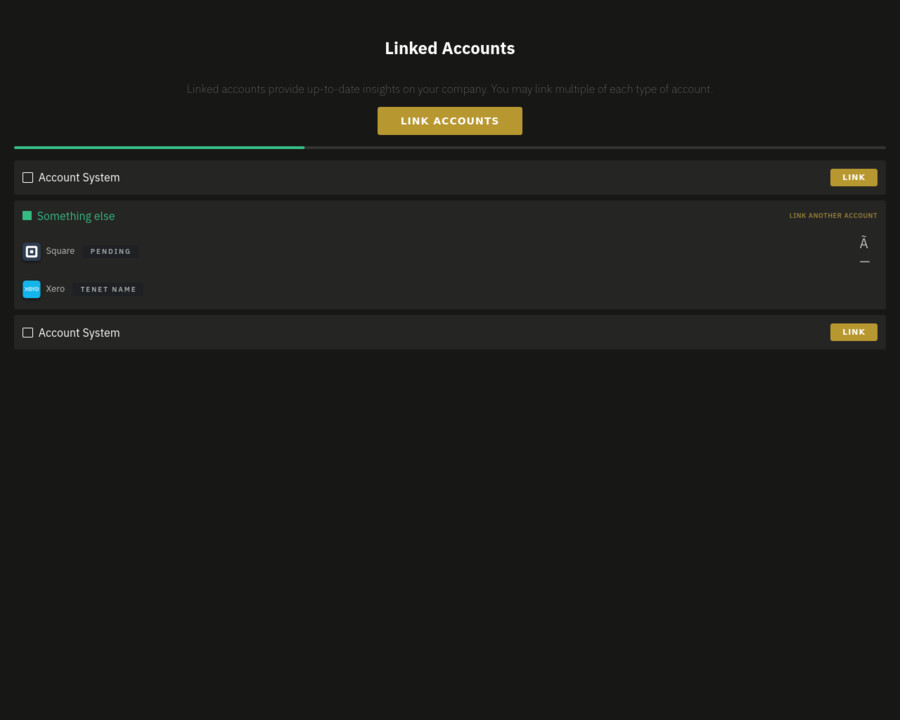 Linked Accounts
Linked accounts provide up-to-date insights on your company. You may link multiple of each type of account.
LINK ACCOUNTS
Account System
LINK
Something else
LINK ANOTHER ACCOUNT
Square
PENDING
Ã
—
xero
Xero
TENET NAME
Account System
LINK